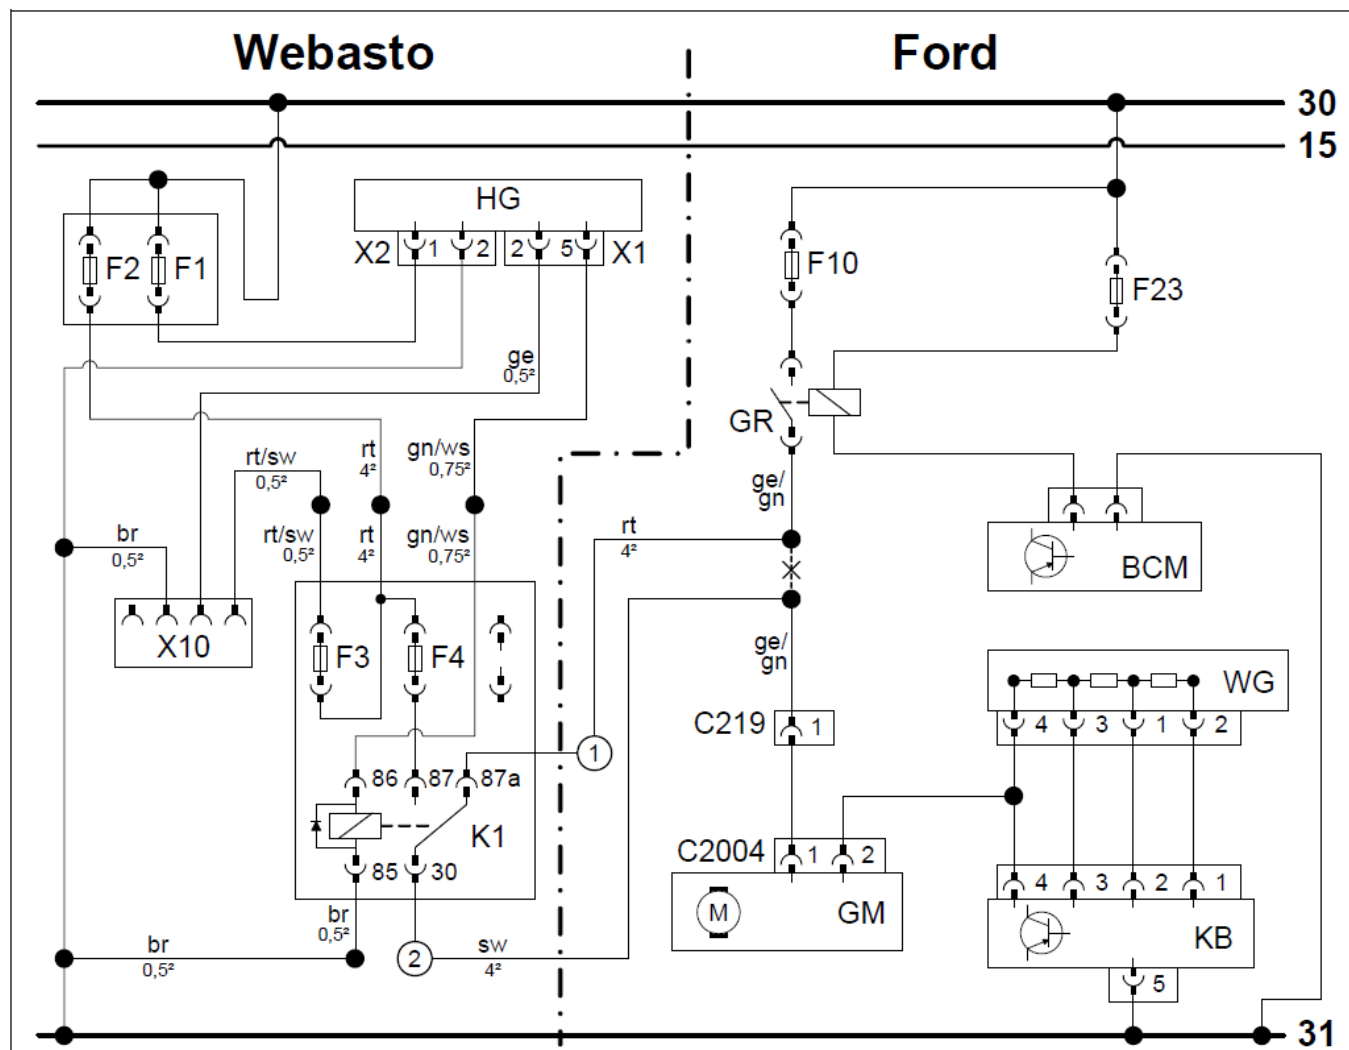 Webasto
Ford
30
15
HG
X2
1
2
2
5
X1
F2
F1
F10
F23
ge
0,5²
GR
rt/sw
0,5²
rt
4²
gn/ws
0,75²
ge/
gn
br
0,5²
rt/sw
0,5²
rt
4²
gn/ws
0,75²
rt
4²
BCM
X10
F3
F4
ge/
gn
WG
C219
1
4
3
1
2
1
86
87
87a
K1
85
30
C2004
1
2
4
3
2
1
M
GM
KB
br
0,5²
br
0,5²
2
sw
4²
5
31